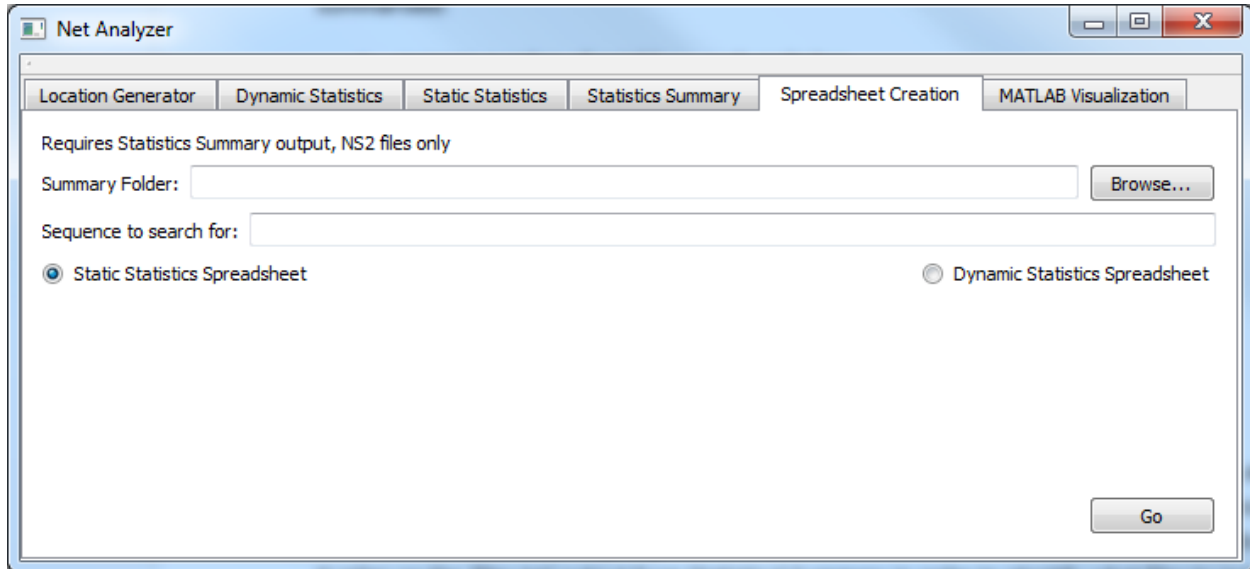 Net Analyzer
Location Generator Dynamic Statistics Static Statistics Statistics Summary Spreadsheet Creation MATLAB Visualization
Requires Statistics Summary output, NS2 files only
Summary Folder: Browse...
Sequence to search for:
Static Statistics Spreadsheet Dynamic Statistics Spreadsheet
Go